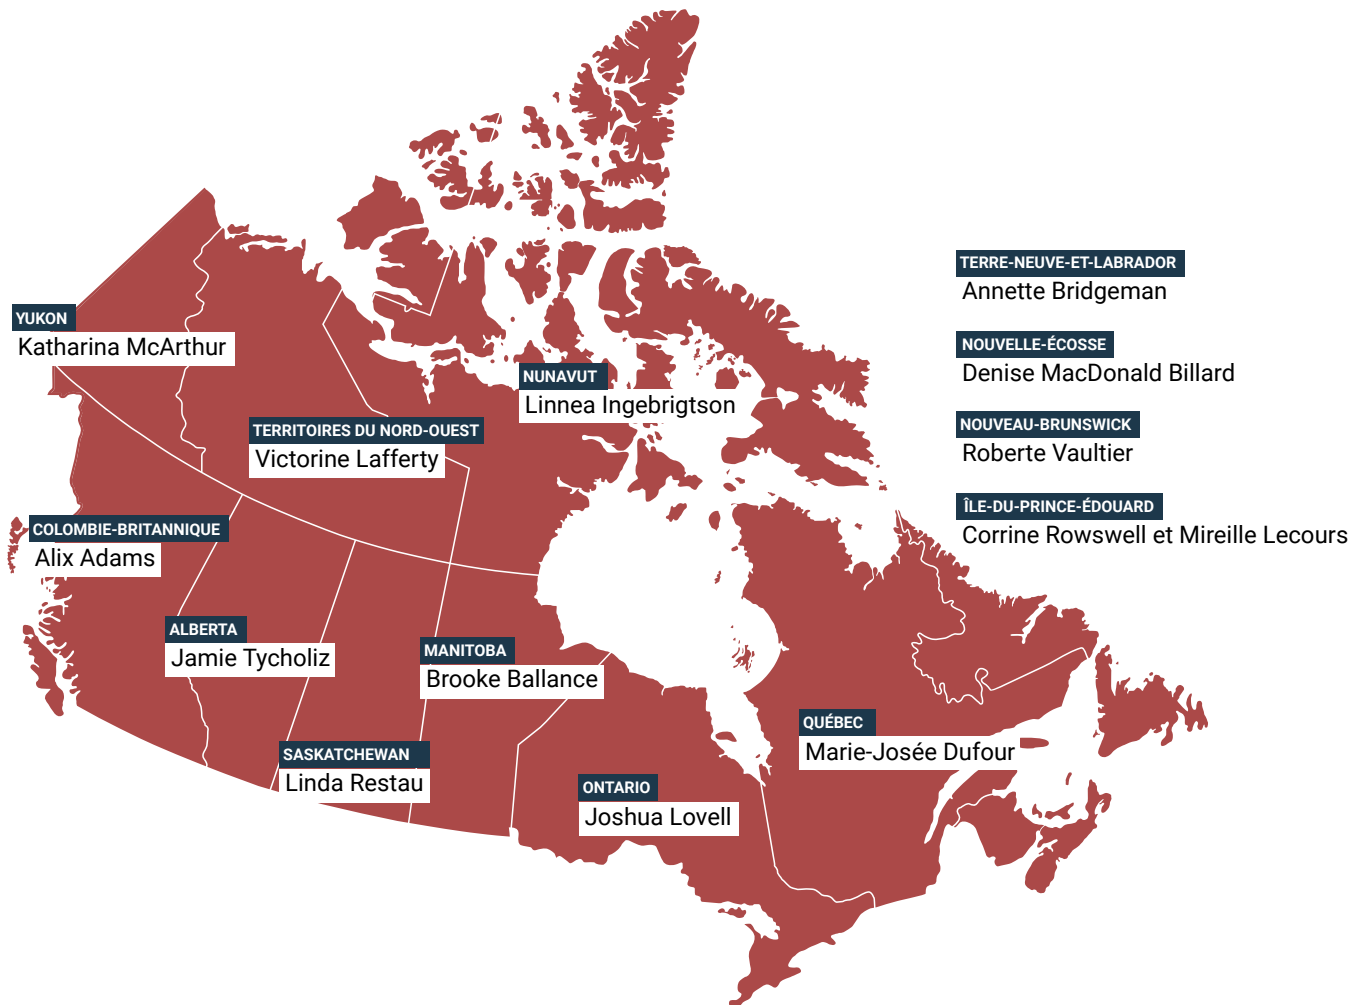 TERRE-NEUVE-ET-LABRADOR
Annette Bridgeman
YUKON
Katharina McArthur
NOUVELLE-ÉCOSSE
Denise MacDonald Billard
NUNAVUT
Linnea Ingebrigtson
NOUVEAU-BRUNSWICK
Roberte Vaultier
TERRITOIRES DU NORD-OUEST
Victorine Lafferty
ÎLE-DU-PRINCE-ÉDOUARD
Corrine Rowswell et Mireille Lecours
COLOMBIE-BRITANNIQUE
Alix Adams
ALBERTA
Jamie Tycholiz
MANITOBA
Brooke Ballance
QUÉBEC
Marie-Josée Dufour
SASKATCHEWAN
Linda Restau
ONTARIO
Joshua Lovell